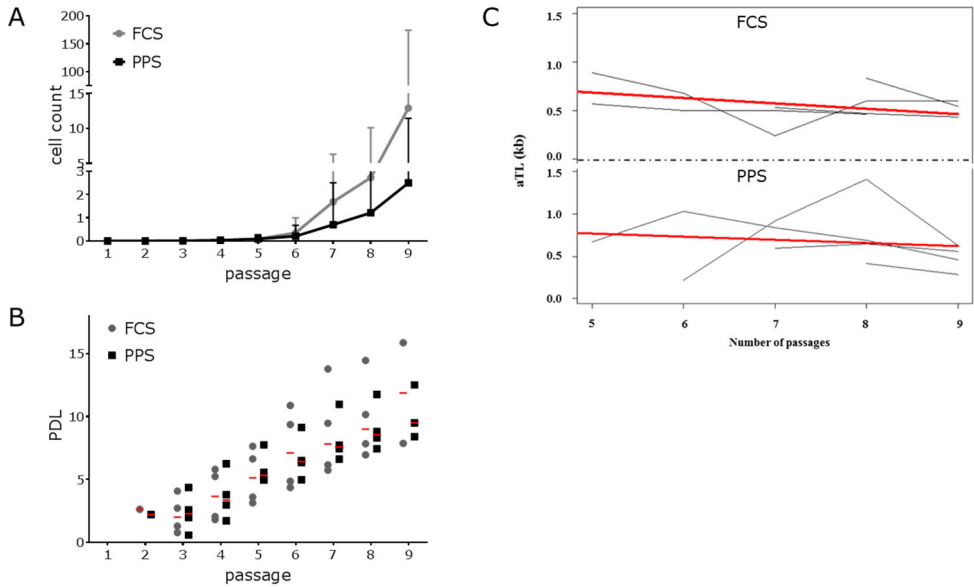 A
FCS
PPS
cell count
200
150
100
50
15
10
5
3
2
1
0
1 2 3 4 5 6 7 8 9
passage
B
FCS
PPS
PDL
15
10
5
0
1 2 3 4 5 6 7 8 9
passage
C
FCS
PPS
aTL (kb)
1.5
1.0
0.5
0.0
1.5
1.0
0.5
0.0
5 6 7 8 9
Number of passages